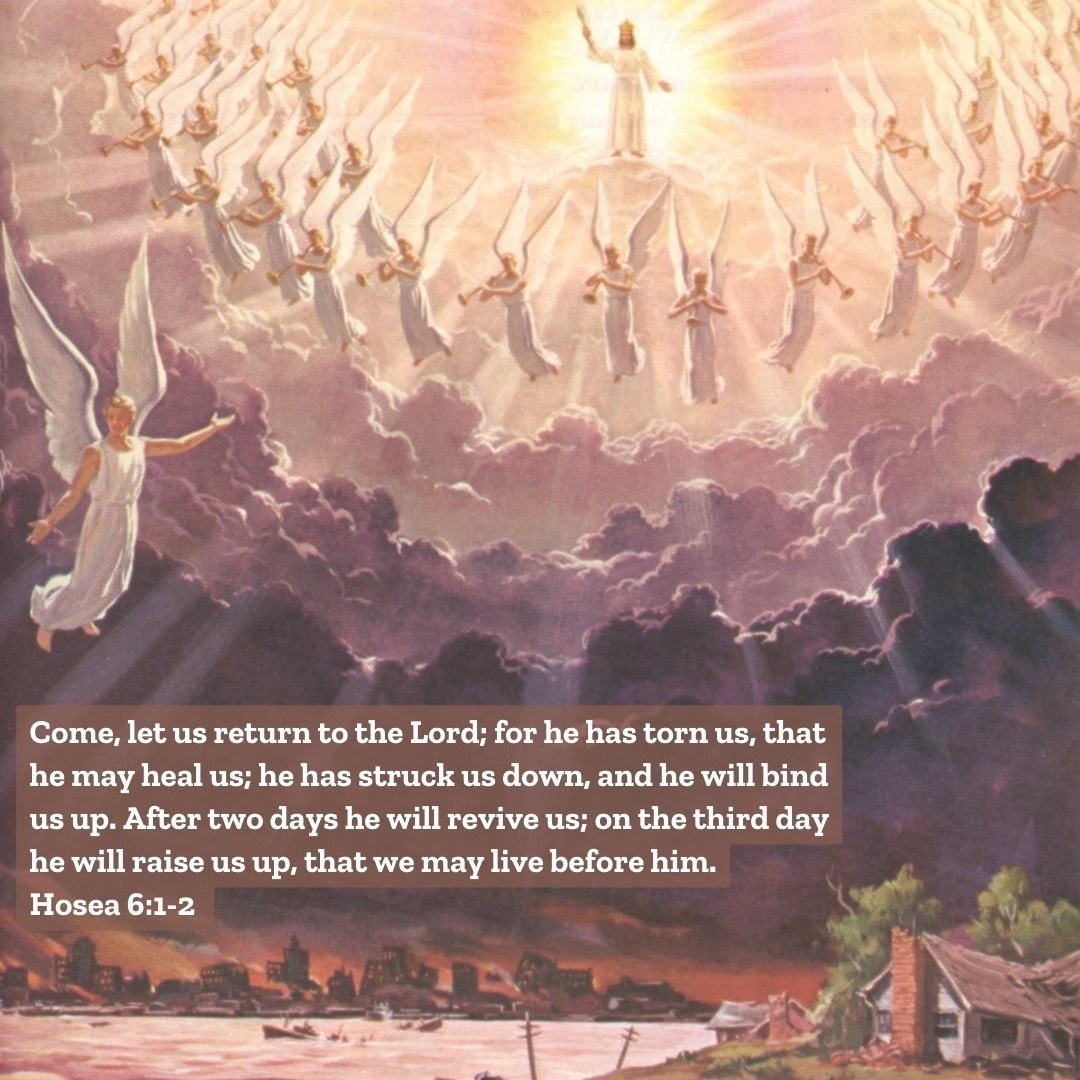 Come, let us return to the Lord; for he has torn us, that
he may heal us; he has struck us down, and he will bind
us up. After two days he will revive us; on the third day
he will raise us up, that we may live before him.
Hosea 6:1-2